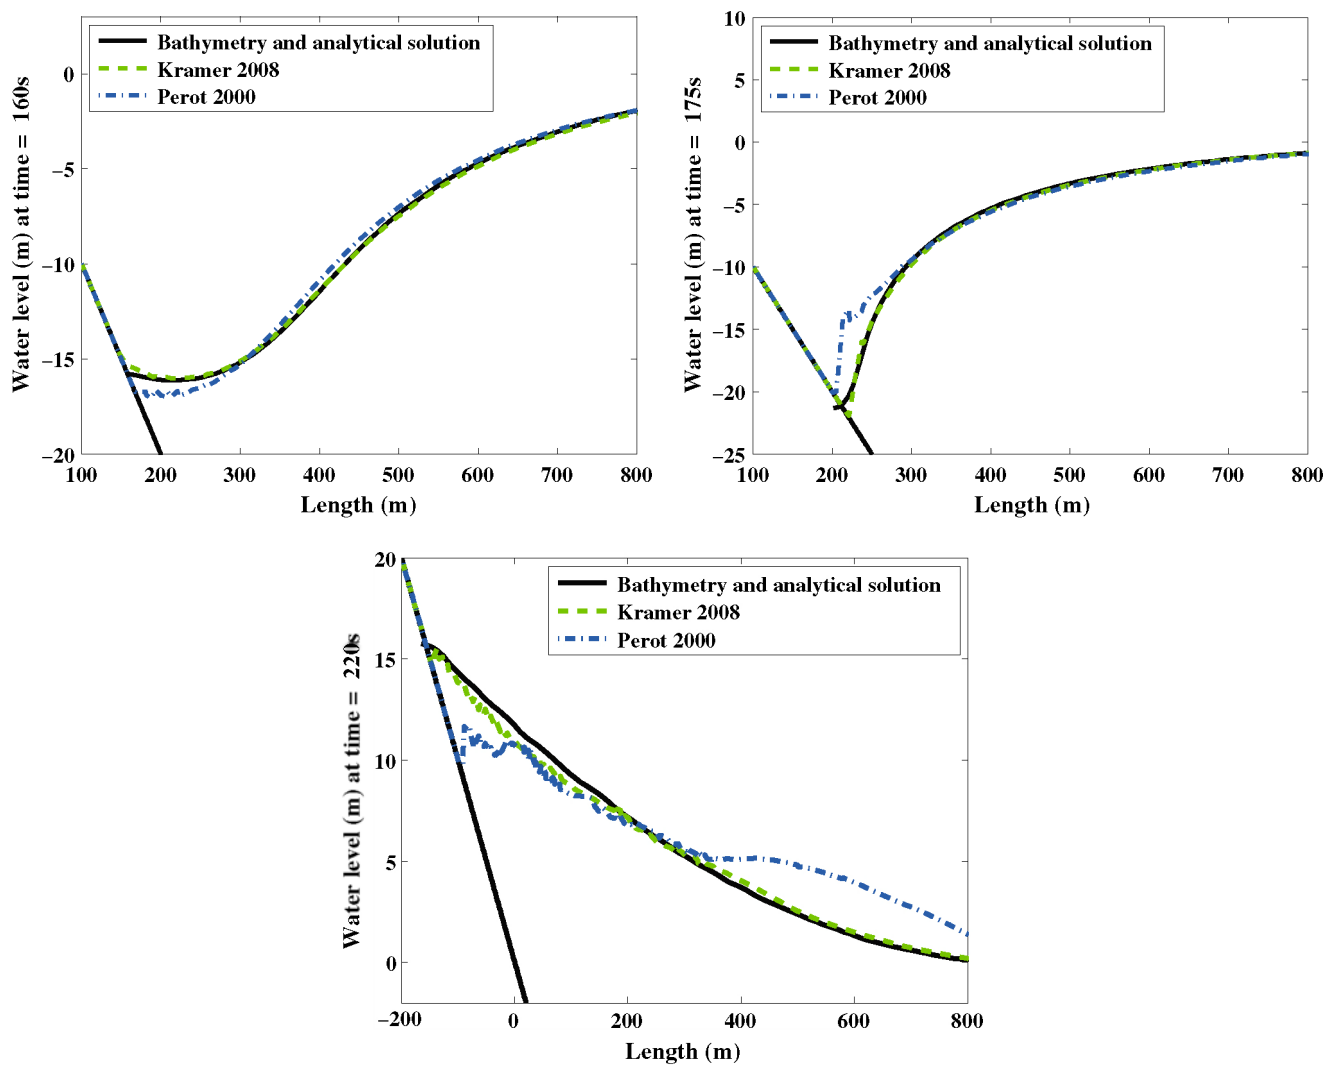 Water level (m) at time = 160s
Bathymetry and analytical solution
Kramer 2008
Perot 2000
0
−5
−10
−15
−20
100 200 300 400 500 600 700 800
Length (m)
Water level (m) at time = 175s
Bathymetry and analytical solution
Kramer 2008
Perot 2000
10
5
0
−5
−10
−15
−20
−25
100 200 300 400 500 600 700 800
Length (m)
Water level (m) at time = 220s
Bathymetry and analytical solution
Kramer 2008
Perot 2000
20
15
10
5
0
−200 0 200 400 600 800
Length (m)